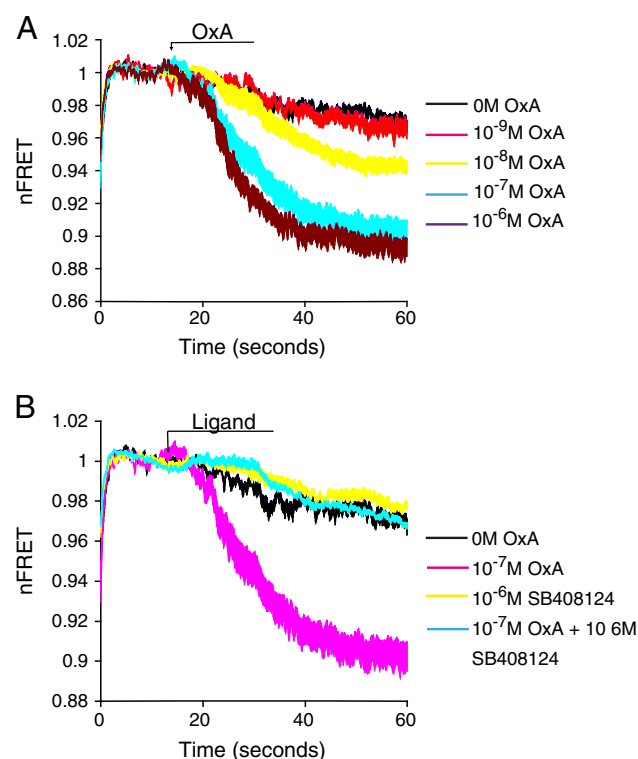 A
OxA
1.02
1
0.98
0.96
0.94
0.92
0.9
0.88
0.86
nFRET
0
20
40
60
Time (seconds)
0M OxA
10⁻⁹M OxA
10⁻⁸M OxA
10⁻⁷M OxA
10⁻⁶M OxA
B
Ligand
1.02
1
0.98
0.96
0.94
0.92
0.9
0.88
nFRET
0
20
40
60
Time (seconds)
0M OxA
10⁻⁷M OxA
10⁻⁶M SB408124
10⁻⁷M OxA + 10 6M
SB408124